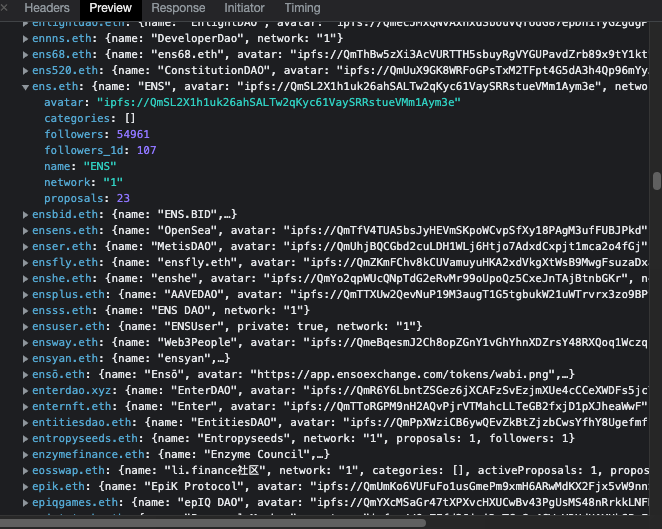 Headers Preview Response Initiator Timing
ennns.eth: {name: "DeveloperDao", network: "1"}
ens68.eth: {name: "ens68.eth", avatar: "ipfs://QmThBw5zXi3AcVURTTH5sbuyRgVYGUPavdZrb89x9tY1kt
ens520.eth: {name: "ConstitutionDAO", avatar: "ipfs://QmUuX9GK8WRFoGPsTxM2TFpt4G5dA3h4Qp96mYy
ens.eth: {name: "ENS", avatar: "ipfs://QmSL2X1h1uk26ahSALTw2qKyc61VaySRRstueVMm1Aym3e", netwo
avatar: "ipfs://QmSL2X1h1uk26ahSALTw2qKyc61VaySRRstueVMm1Aym3e"
categories: []
followers: 54961
followers_1d: 107
name: "ENS"
network: "1"
proposals: 23
ensbid.eth: {name: "ENS.BID",…}
ensens.eth: {name: "OpenSea", avatar: "ipfs://QmTfV4TUA5bsJyHEVmSKpoWCvpSfXy18PAgM3ufFUBJPkd"
enser.eth: {name: "MetisDAO", avatar: "ipfs://QmUhjBQCGbd2cuLDH1WLj6Htjo7AdxdCxpjt1mca2o4fGj"
ensfly.eth: {name: "ensfly.eth", avatar: "ipfs://QmZKmFChv8kCUVamuyuHKA2xdVkgXtWsB9MwgFsuzaDx
enshe.eth: {name: "enshe", avatar: "ipfs://QmYo2qpWUcQNpTdG2eRvMr99oUpoQz5CxeJnTAjBtnbGKr", n
ensplus.eth: {name: "AAVEDAO", avatar: "ipfs://QmTTXUw2QevNuP19M3augT1G5tgbukW21uWTrvrx3zo9BP
ensss.eth: {name: "ENS DAO", network: "1"}
ensuser.eth: {name: "ENSUser", private: true, network: "1"}
ensway.eth: {name: "Web3People", avatar: "ipfs://QmeBqesmJ2Ch8opZGnY1vGhYhnXDZrsY48RXQoq1Wczq
ensyan.eth: {name: "ensyan",…}
ensō.eth: {name: "Ensō", avatar: "https://app.ensoexchange.com/tokens/wabi.png",…}
enterdao.xyz: {name: "EnterDAO", avatar: "ipfs://QmR6Y6LbntZSGez6jXCAFzSvEzjmXUe4cCCeXWDFs5jc
enternft.eth: {name: "Enter", avatar: "ipfs://QmTToRGPM9nH2AQvPjrVTMahcLLTeGB2fxjD1pXJheaWwF"
entitiesdao.eth: {name: "EntitiesDAO", avatar: "ipfs://QmPpXWziCB6ywQEvZkBtZjzbCwsYfhY8Ugefmf
entropyseeds.eth: {name: "Entropyseeds", network: "1", proposals: 1, followers: 1}
enzymefinance.eth: {name: "Enzyme Council",…}
eosswap.eth: {name: "li.finance社区", network: "1", categories: [], activeProposals: 1, propos
epik.eth: {name: "EpiK Protocol", avatar: "ipfs://QmUmKo6VUFuFo1usGmePm9xmH6ARwMdKX2Fjx5vW9nn
epiqgames.eth: {name: "epIQ DAO", avatar: "ipfs://QmYXcMSaGr47tXPXvcHXUCwBv43PgUsMS48nRrkkLNF